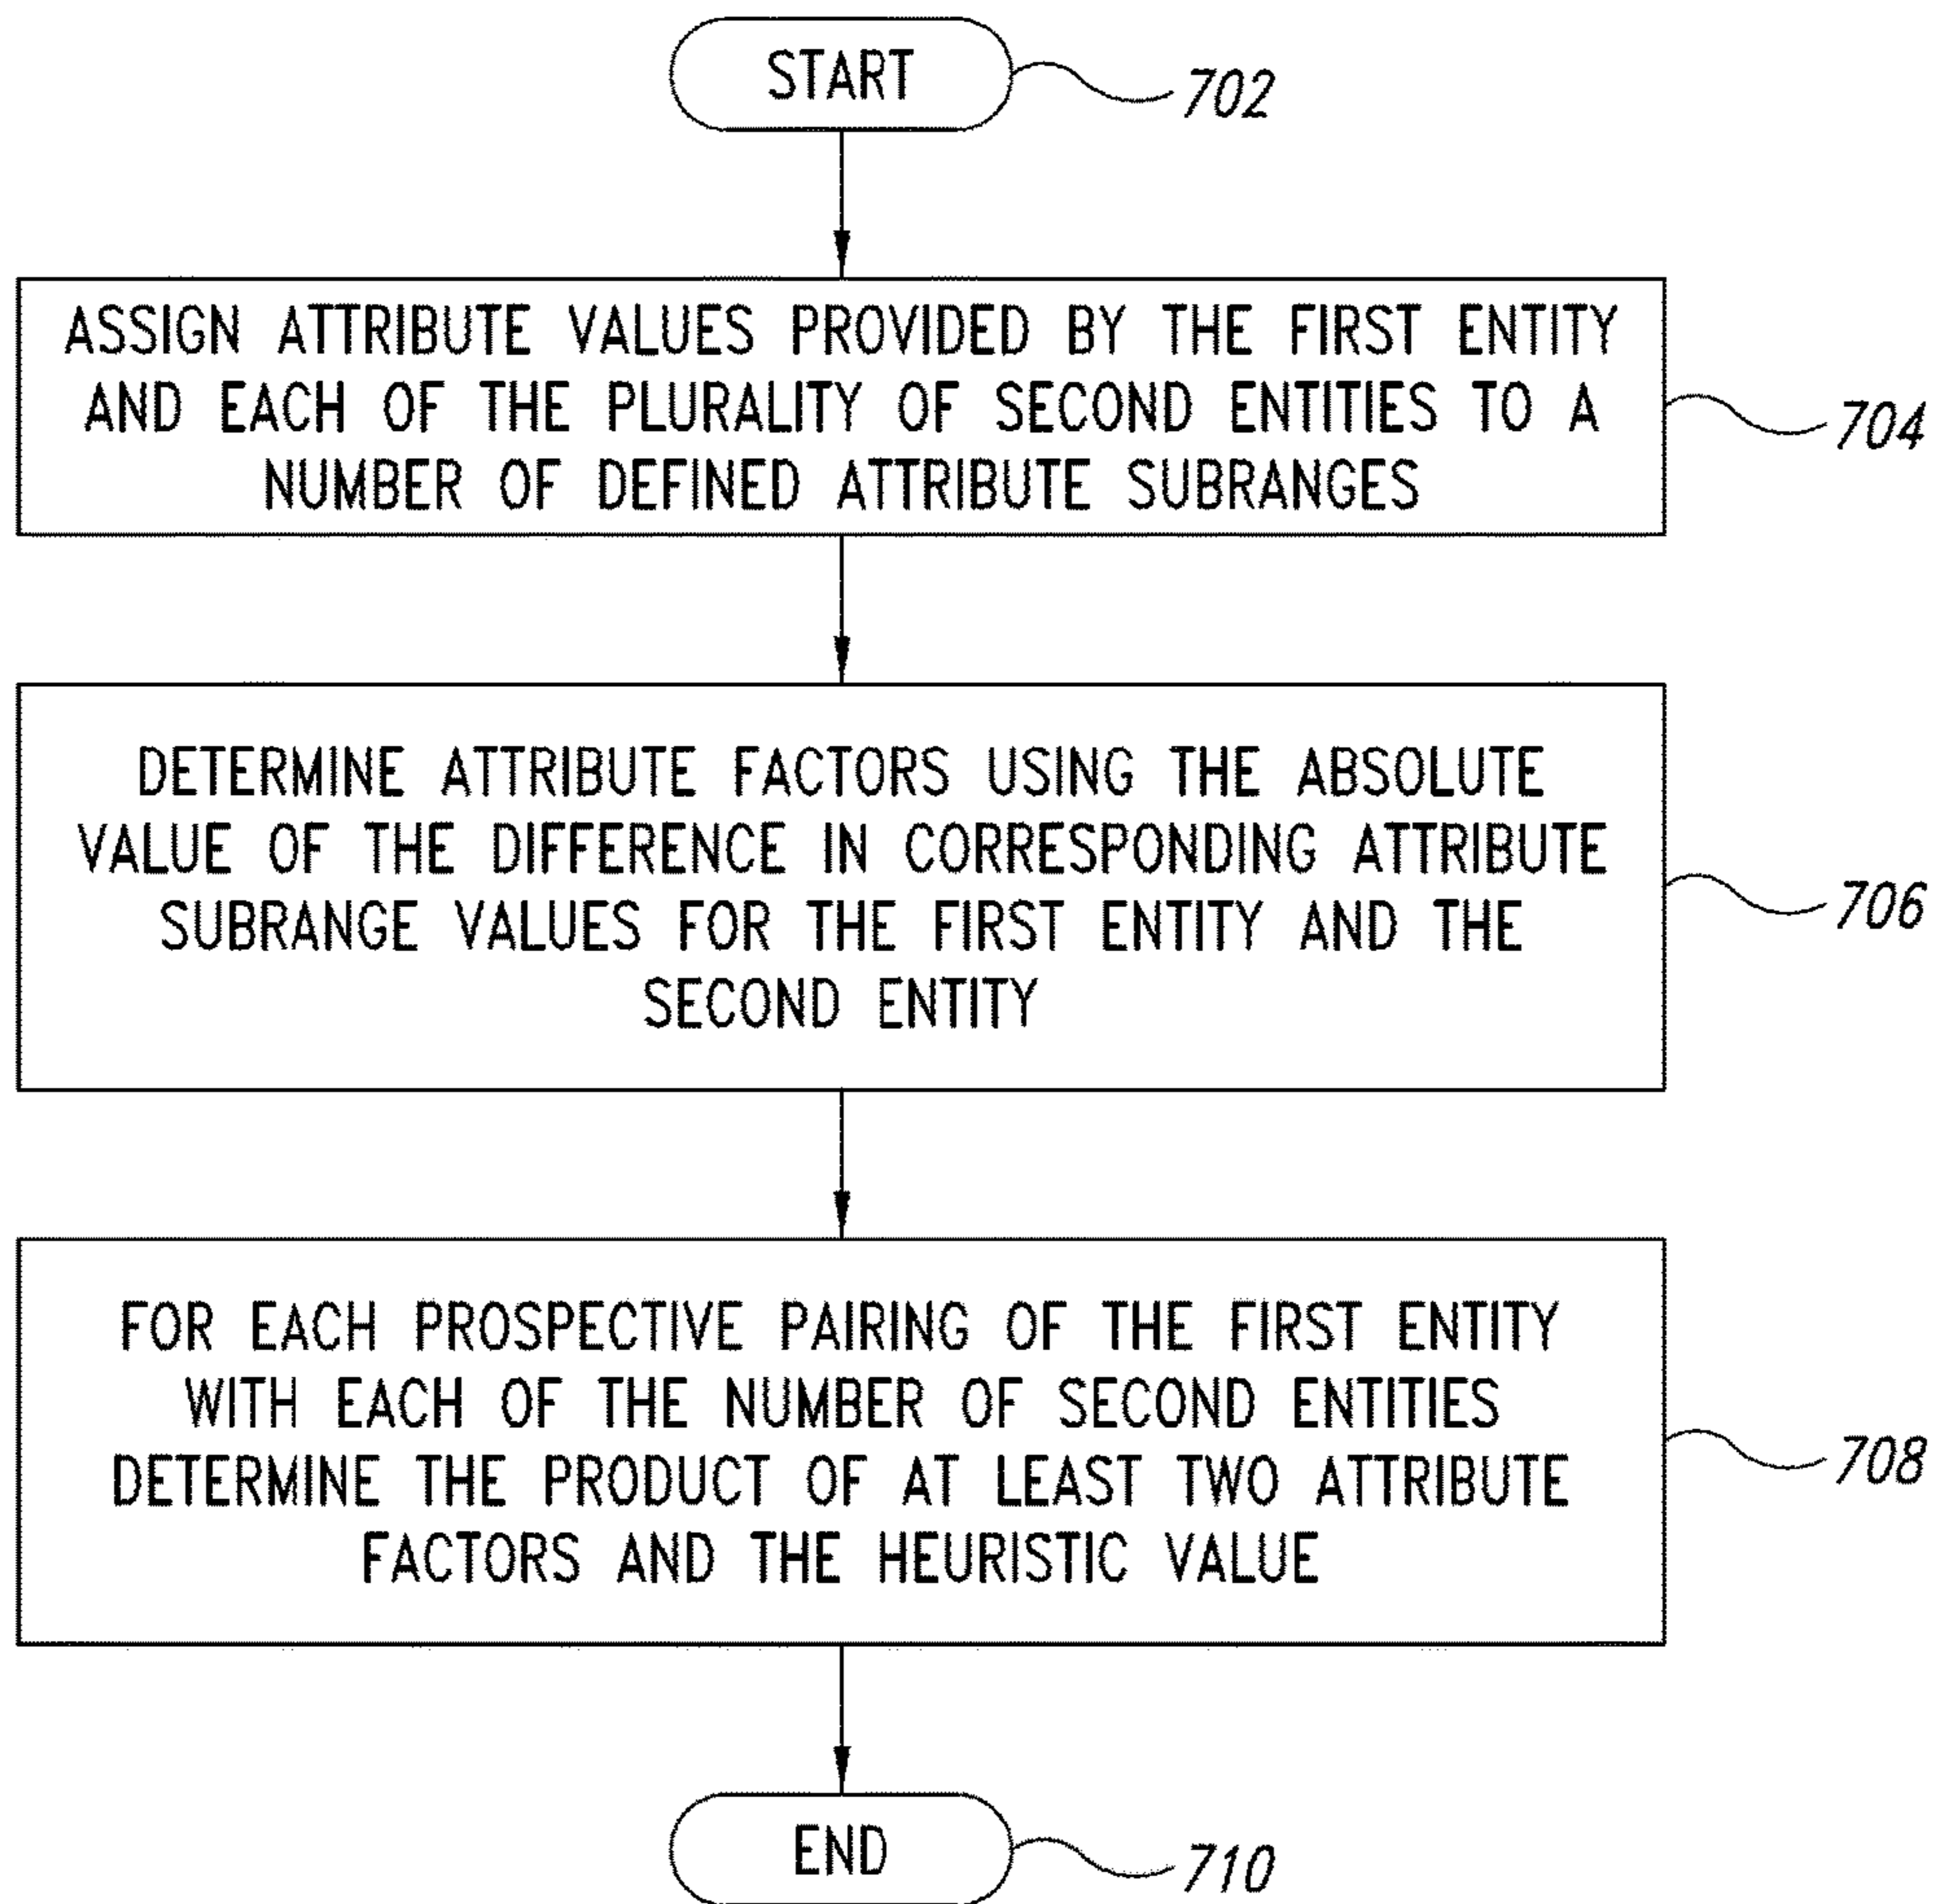 START
702
ASSIGN ATTRIBUTE VALUES PROVIDED BY THE FIRST ENTITY
AND EACH OF THE PLURALITY OF SECOND ENTITIES TO A
NUMBER OF DEFINED ATTRIBUTE SUBRANGES
704
DETERMINE ATTRIBUTE FACTORS USING THE ABSOLUTE
VALUE OF THE DIFFERENCE IN CORRESPONDING ATTRIBUTE
SUBRANGE VALUES FOR THE FIRST ENTITY AND THE
SECOND ENTITY
706
FOR EACH PROSPECTIVE PAIRING OF THE FIRST ENTITY
WITH EACH OF THE NUMBER OF SECOND ENTITIES
DETERMINE THE PRODUCT OF AT LEAST TWO ATTRIBUTE
FACTORS AND THE HEURISTIC VALUE
708
END
710